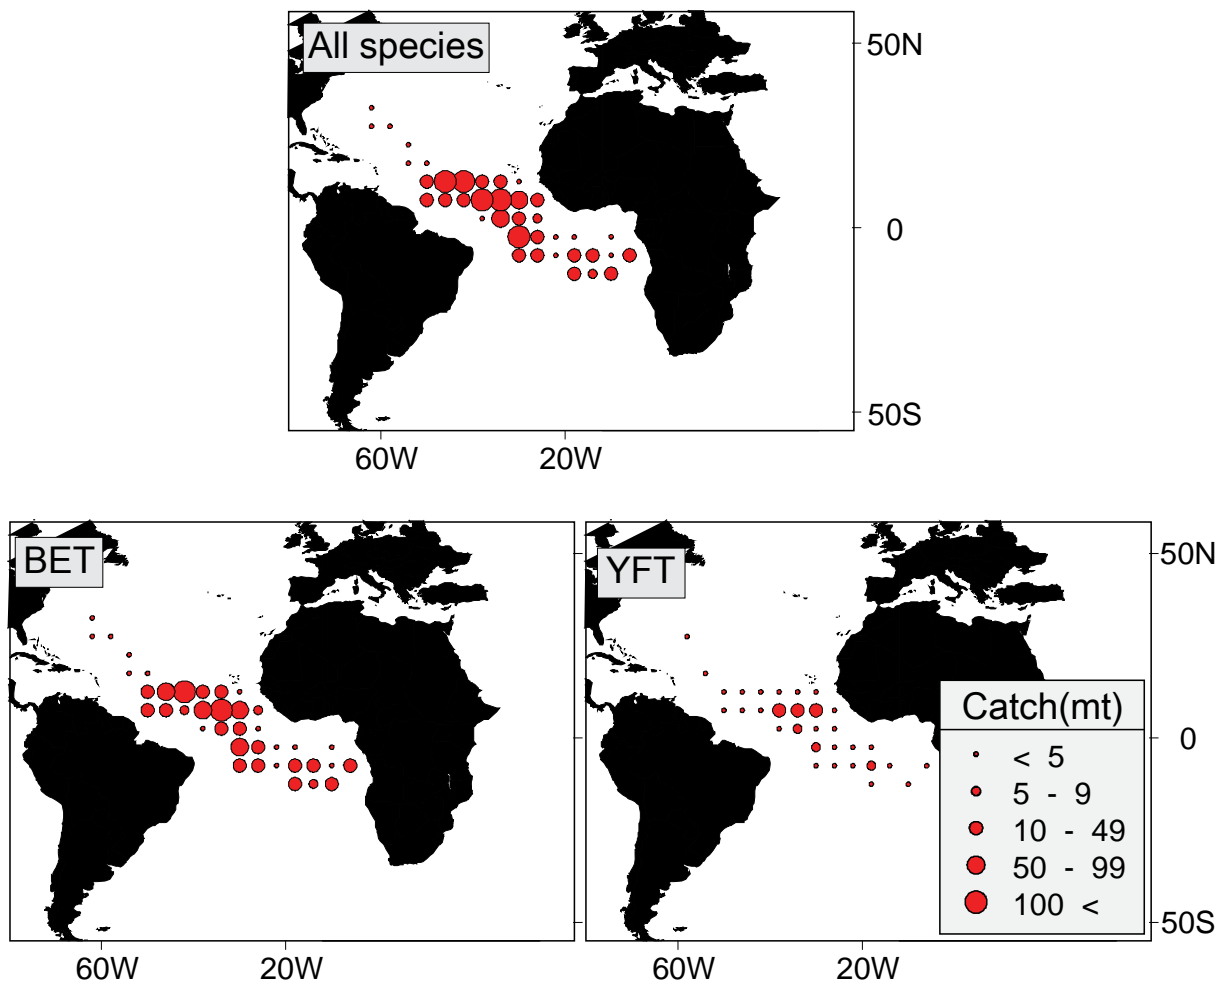 All species
50N
0
50S
60W 20W
BET
YFT
50N
0
50S
Catch(mt)
< 5
5 - 9
10 - 49
50 - 99
100 <
60W 20W
60W 20W